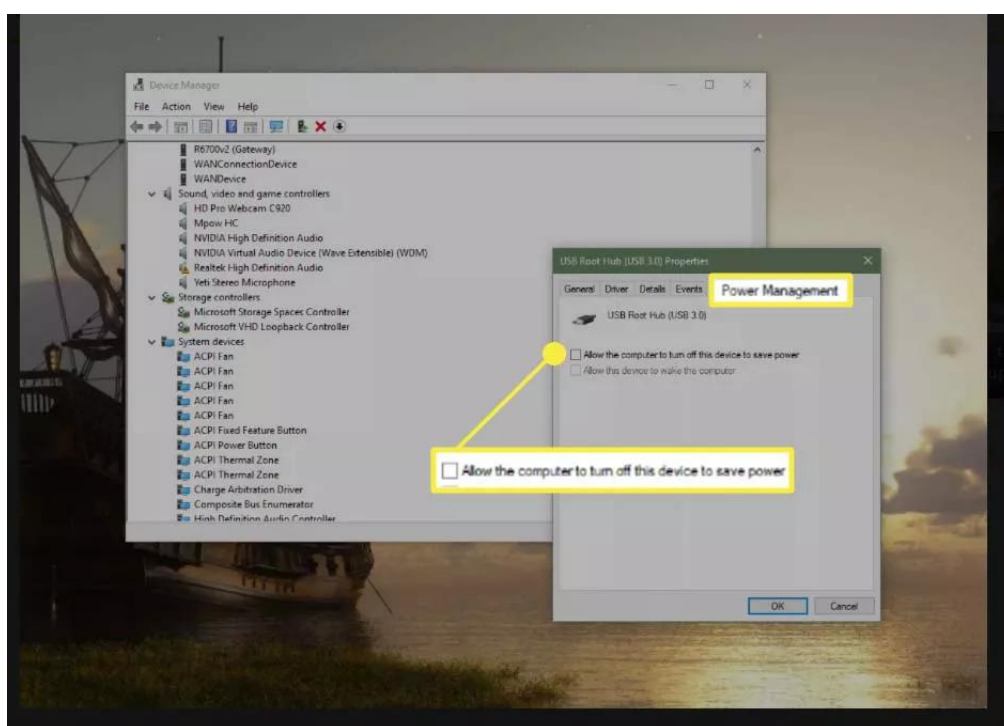 Device Manager
File Action View Help
R6700v2 (Gateway)
WANConnectionDevice
WANDevice
Sound, video and game controllers
HD Pro Webcam C920
Mpow HC
NVIDIA High Definition Audio
NVIDIA Virtual Audio Device (Wave Extensible) (WDM)
Realtek High Definition Audio
Yeti Stereo Microphone
Storage controllers
Microsoft Storage Spaces Controller
Microsoft VHD Loopback Controller
System devices
ACPI Fan
ACPI Fan
ACPI Fan
ACPI Fan
ACPI Fan
ACPI Fixed Feature Button
ACPI Power Button
ACPI Thermal Zone
ACPI Thermal Zone
Charge Arbitration Driver
Composite Bus Enumerator
High Definition Audio Controller
USB Root Hub (USB 3.0) Properties
General Driver Details Events Power Management
USB Root Hub (USB 3.0)
Allow the computer to turn off this device to save power
Allow this device to wake the computer
Allow the computer to turn off this device to save power
OK Cancel